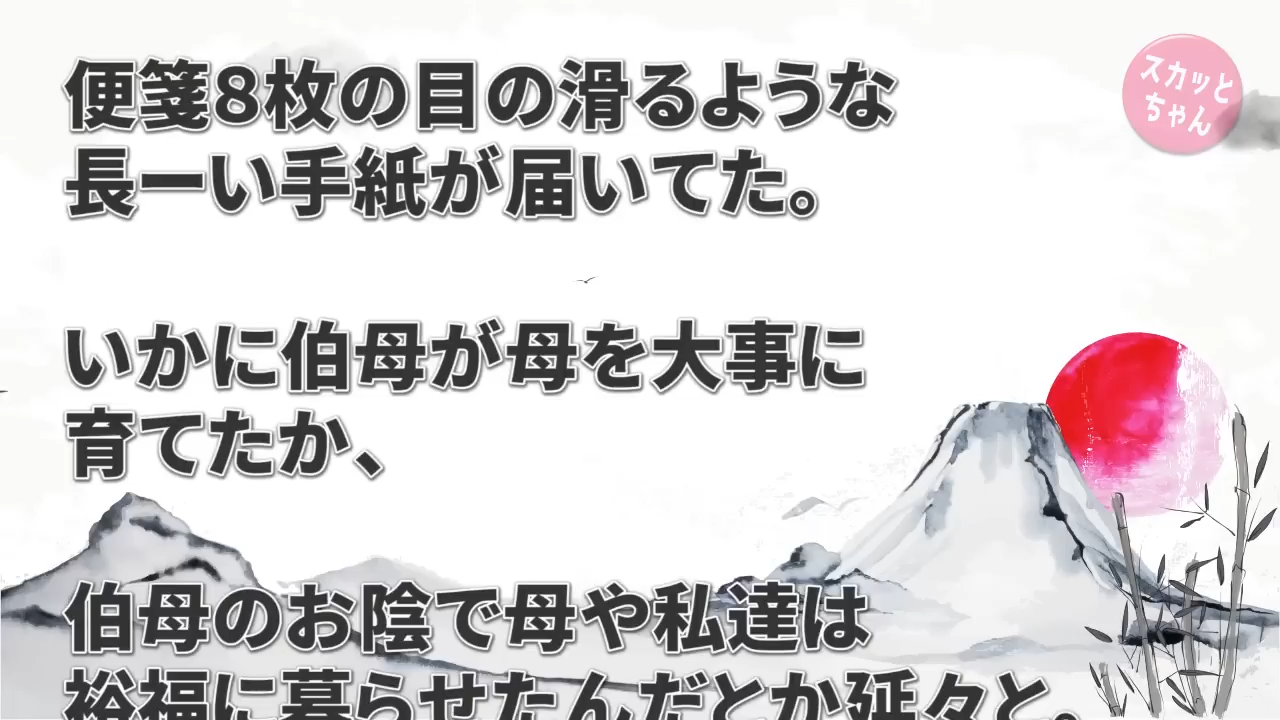 便箋8枚の目の滑るような
長ーい手紙が届いてた。
いかに伯母が母を大事に
育てたか、
伯母のお陰で母や私達は
裕福に暮らせたんだとか延々と。
スカッと
ちゃん